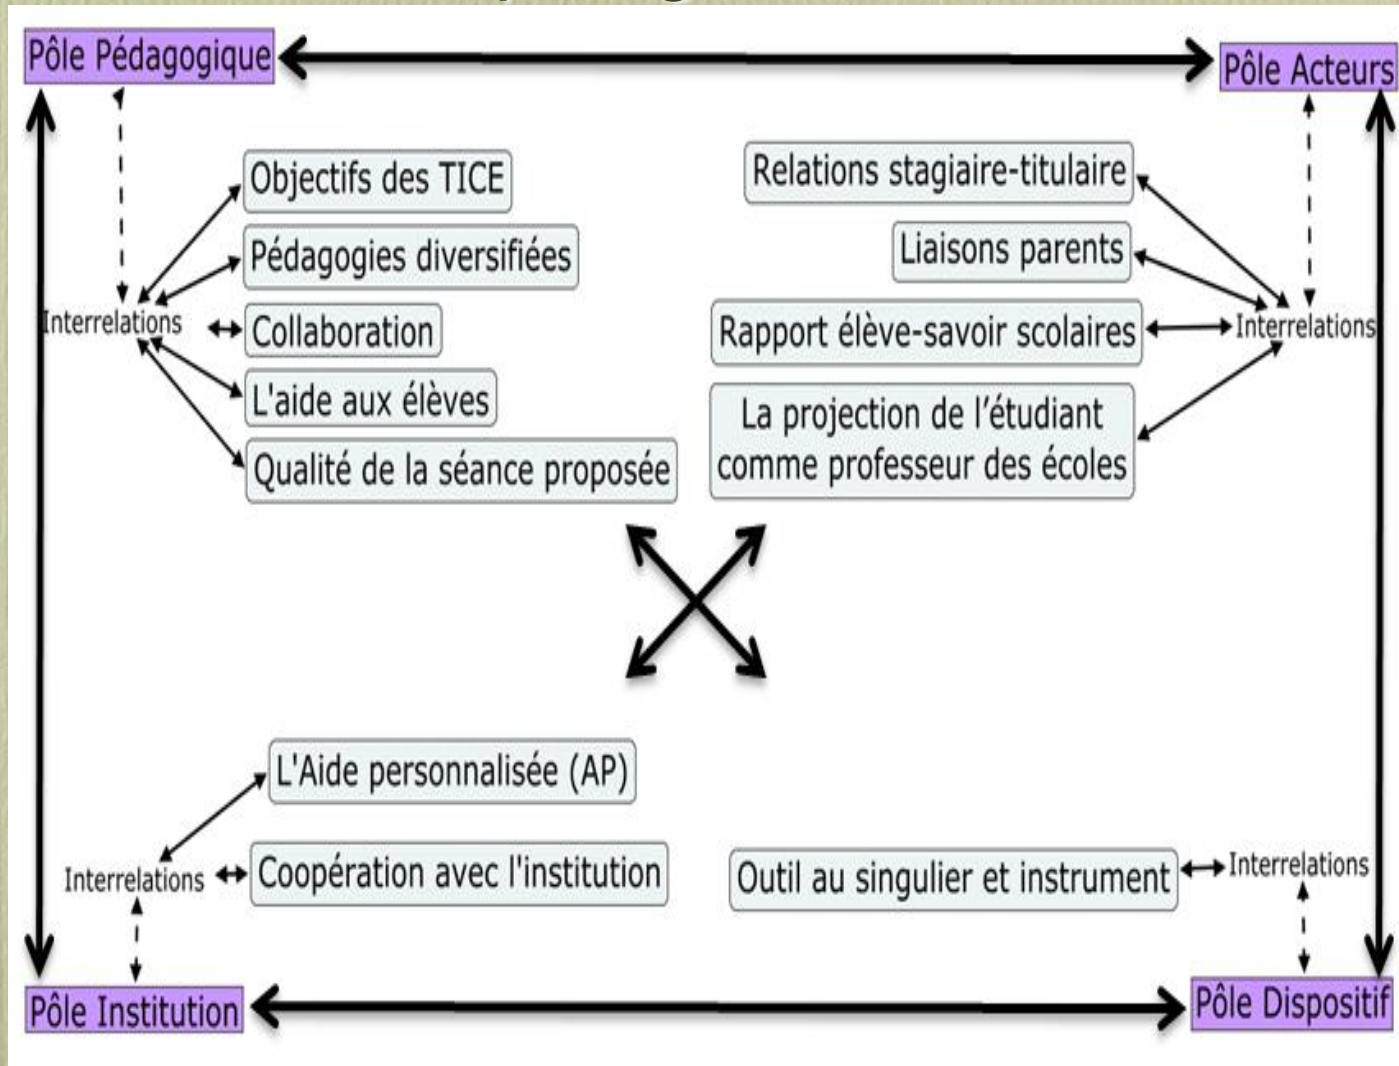 Pôle Pédagogique
Pôle Acteurs
Objectifs des TICE
Pédagogies diversifiées
Interrelations
Collaboration
L'aide aux élèves
Qualité de la séance proposée
Relations stagiaire-titulaire
Liaisons parents
Rapport élève-savoir scolaires
Interrelations
La projection de l'étudiant
comme professeur des écoles
L'Aide personnalisée (AP)
Interrelations
Coopération avec l'institution
Outil au singulier et instrument
Interrelations
Pôle Institution
Pôle Dispositif